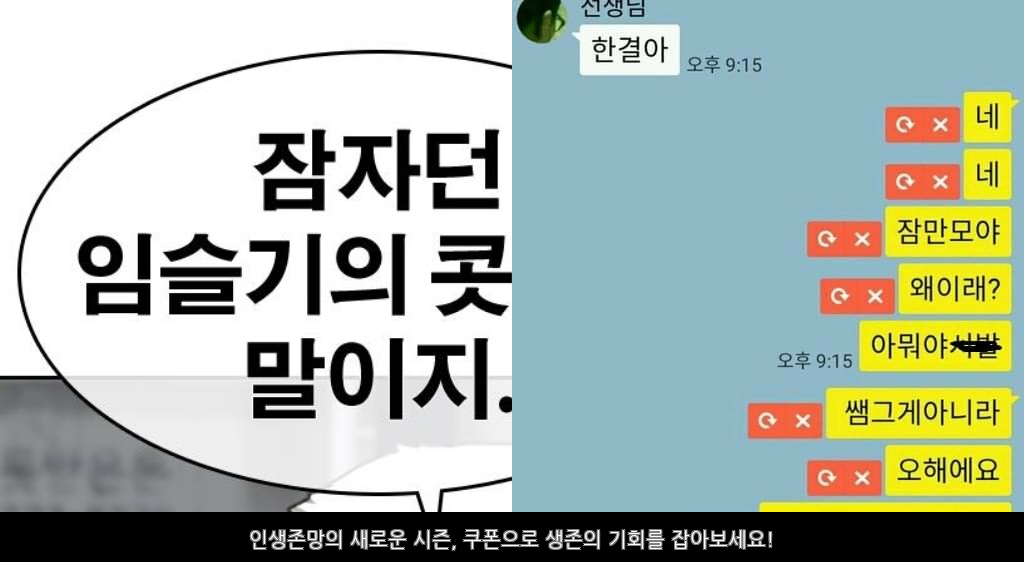 잠자던
임슬기의 콧
말이지.
선생님
한결아
오후 9:15
네
네
잠만모야
왜이래?
아뭐야
오후 9:15
쌤그게아니라
오해에요
인생존망의 새로운 시즌, 쿠폰으로 생존의 기회를 잡아보세요!